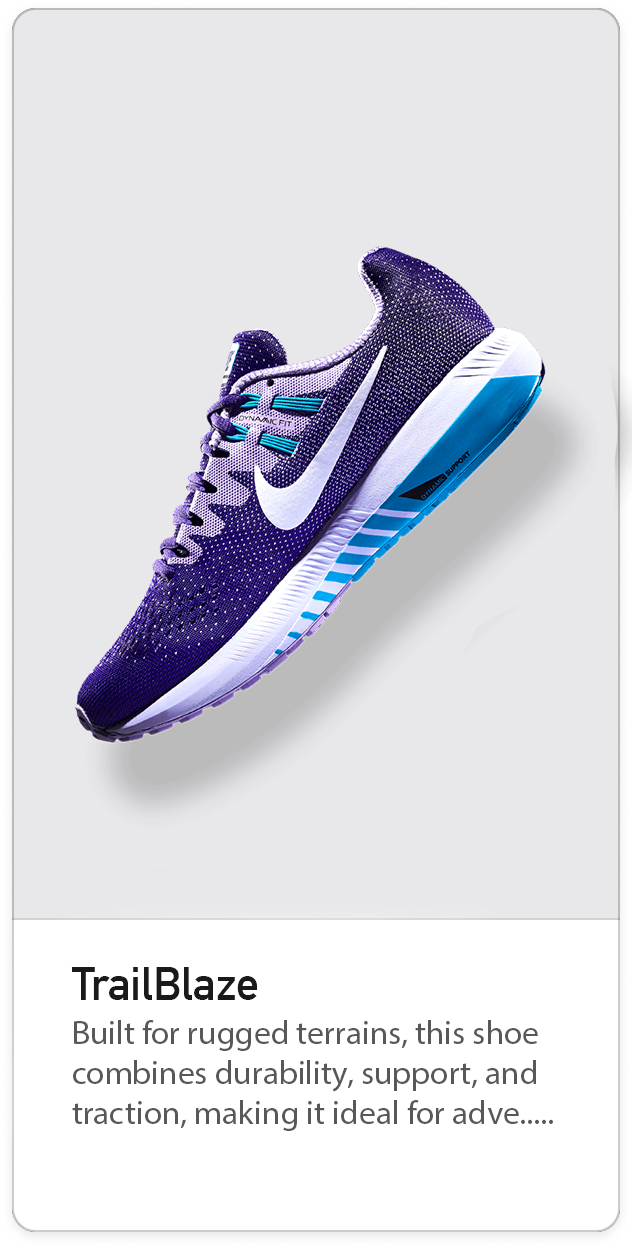 DYNAMIC FIT
DYNAMIC SUPPORT
TrailBlaze
Built for rugged terrains, this shoe
combines durability, support, and
traction, making it ideal for adve.....